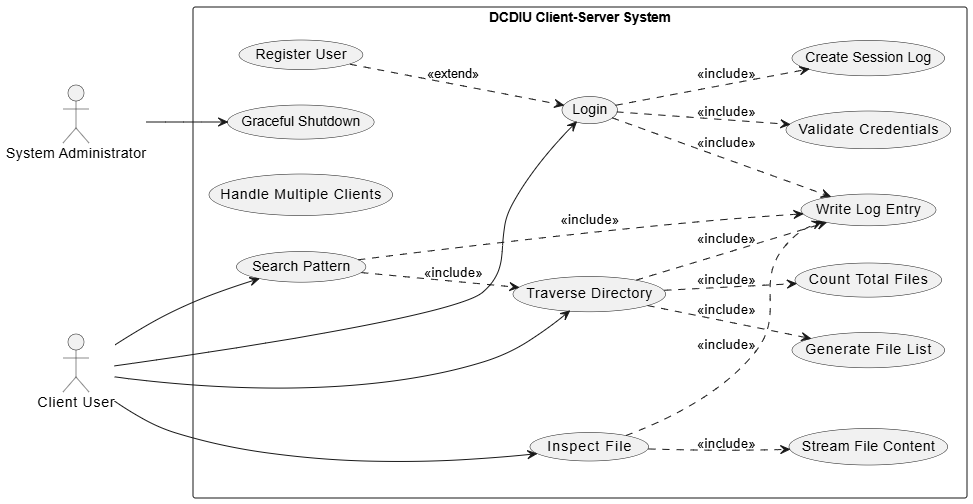 DCDIU Client-Server System
Register User
«extend»
Login
«include»
Create Session Log
«include»
Validate Credentials
«include»
System Administrator
Graceful Shutdown
Handle Multiple Clients
Write Log Entry
«include»
Search Pattern
«include»
Traverse Directory
«include»
«include»
Count Total Files
«include»
Generate File List
«include»
Client User
Inspect File
«include»
Stream File Content